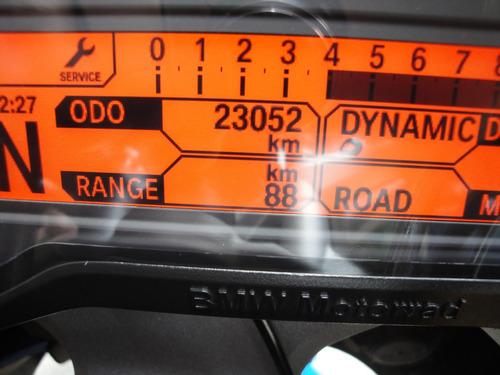 0 1 2 3 4 5 6 7 8
SERVICE
2:27 ODO 23052 DYNAMIC D
km
N
km
RANGE 88 ROAD M
BMW Motorrad